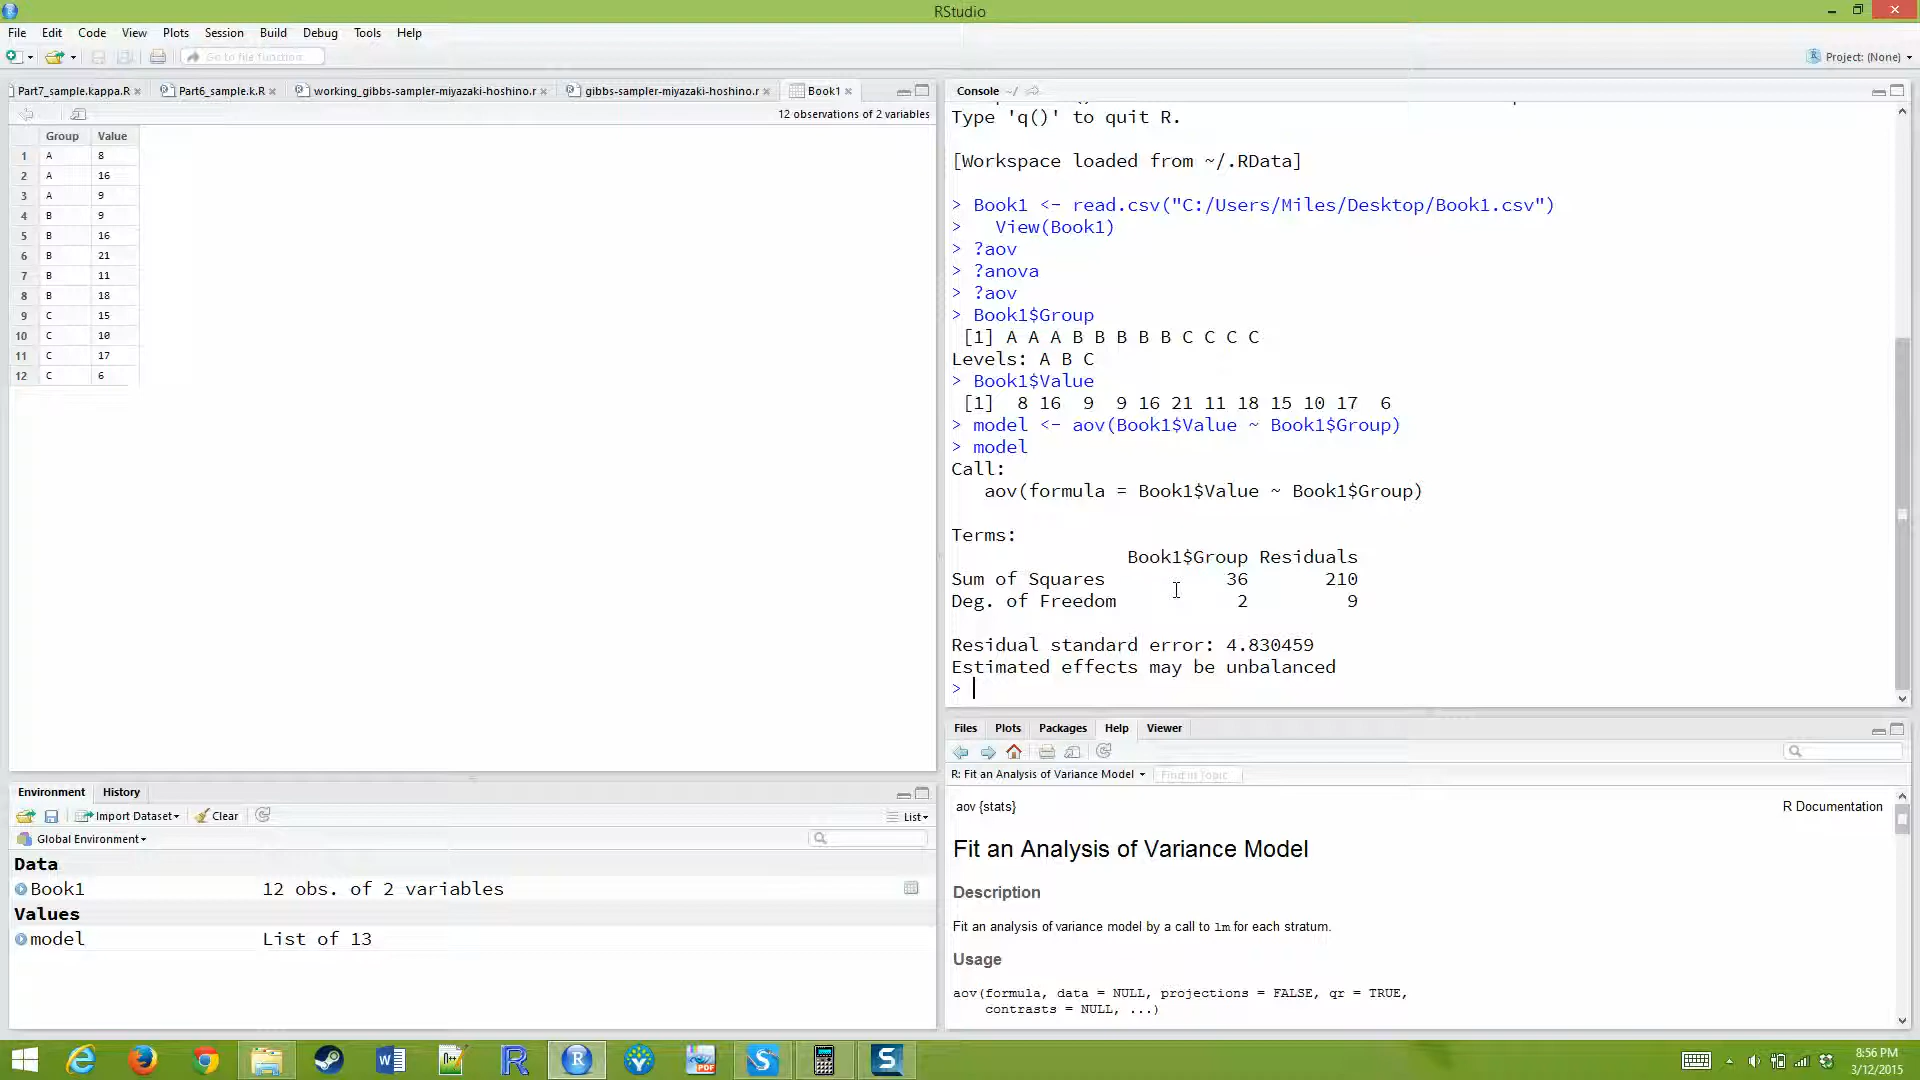 RStudio
File Edit Code View Plots Session Build Debug Tools Help
Go to file/function
Project: (None)
Part7_sample.kappa.R
Part6_sample.k.R
working_gibbs-sampler-miyazaki-hoshino.r
gibbs-sampler-miyazaki-hoshino.r
Book1
12 observations of 2 variables
Group Value
1 A 8
2 A 16
3 A 9
4 B 9
5 B 16
6 B 21
7 B 11
8 B 18
9 C 15
10 C 10
11 C 17
12 C 6
Console ~/
Type 'q()' to quit R.
[Workspace loaded from ~/.RData]
> Book1 <- read.csv("C:/Users/Miles/Desktop/Book1.csv")
>   View(Book1)
> ?aov
> ?anova
> ?aov
> Book1$Group
[1] A A A B B B B B C C C C
Levels: A B C
> Book1$Value
[1]  8 16  9  9 16 21 11 18 15 10 17  6
> model <- aov(Book1$Value ~ Book1$Group)
> model
Call:
aov(formula = Book1$Value ~ Book1$Group)
Terms:
Book1$Group Residuals
Sum of Squares 36 210
Deg. of Freedom 2 9
Residual standard error: 4.830459
Estimated effects may be unbalanced
>
Environment History
Import Dataset Clear List
Global Environment
Data
Book1 12 obs. of 2 variables
Values
model List of 13
Files Plots Packages Help Viewer
R: Fit an Analysis of Variance Model Find in Topic
aov {stats} R Documentation
Fit an Analysis of Variance Model
Description
Fit an analysis of variance model by a call to lm for each stratum.
Usage
aov(formula, data = NULL, projections = FALSE, qr = TRUE,
contrasts = NULL, ...)
8:56 PM
3/12/2015